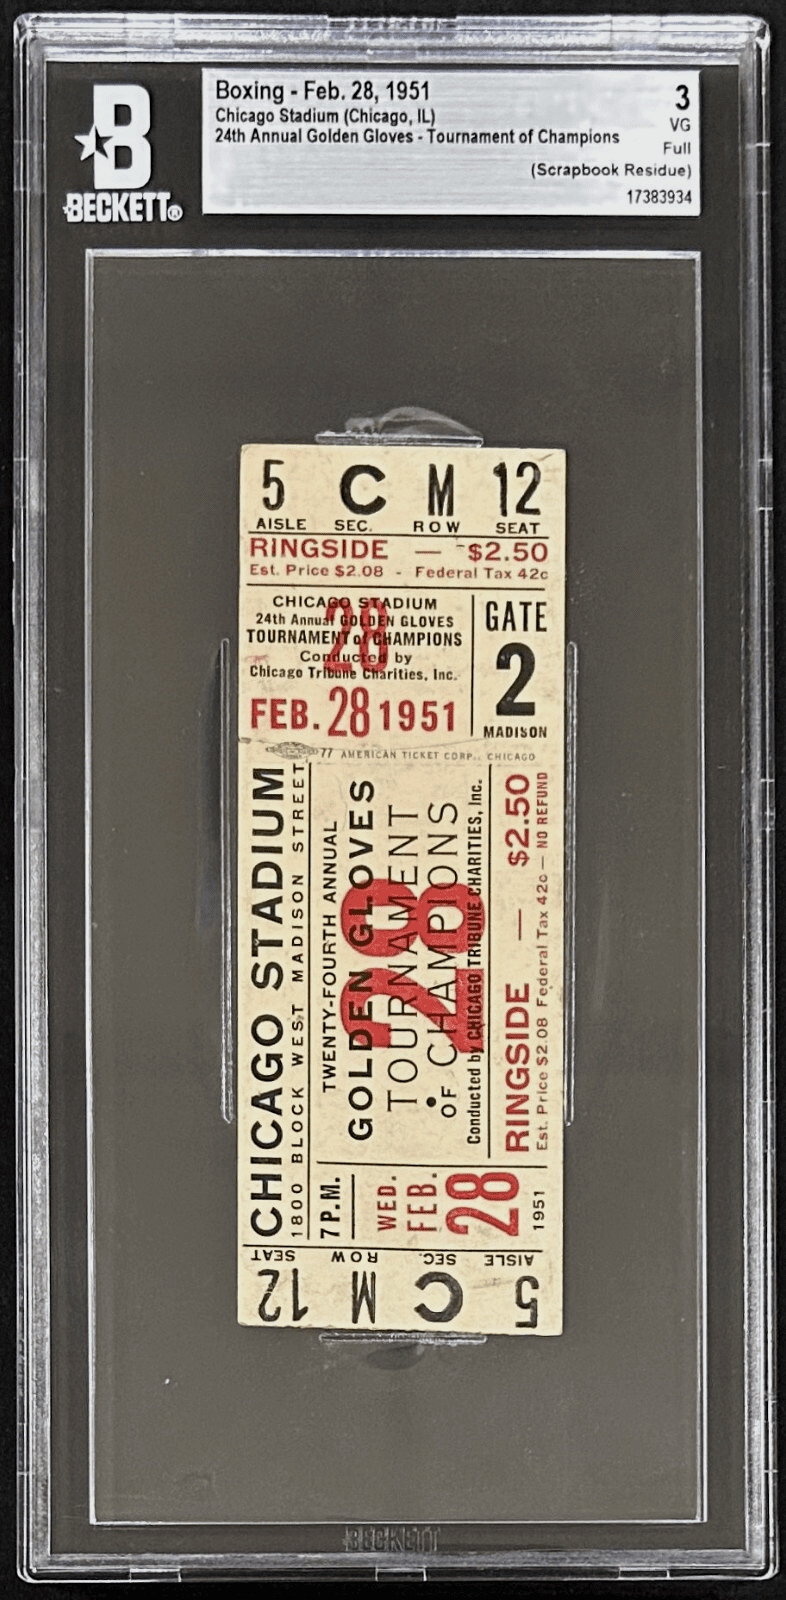 B
BECKETT®
Boxing - Feb. 28, 1951
Chicago Stadium (Chicago, IL)
24th Annual Golden Gloves - Tournament of Champions
3
VG
Full
(Scrapbook Residue)
17383934
5 C M 12
AISLE SEC. ROW SEAT
RINGSIDE — $2.50
Est. Price $2.08 - Federal Tax 42c
CHICAGO STADIUM
24th Annual GOLDEN GLOVES
TOURNAMENT of CHAMPIONS
Conducted by
Chicago Tribune Charities, Inc.
28
FEB. 28 1951
GATE
2
MADISON
77 AMERICAN TICKET CORP., CHICAGO
CHICAGO STADIUM
1800 BLOCK WEST MADISON STREET
TWENTY-FOURTH ANNUAL
GOLDEN GLOVES
TOURNAMENT
OF CHAMPIONS
Conducted by CHICAGO TRIBUNE CHARITIES, Inc.
28
RINGSIDE — $2.50
Est. Price $2.08 Federal Tax 42c — NO REFUND
7 P.M.
WED.
FEB.
28
1951
AISLE SEC. ROW SEAT
5 C M 12
BECKETT